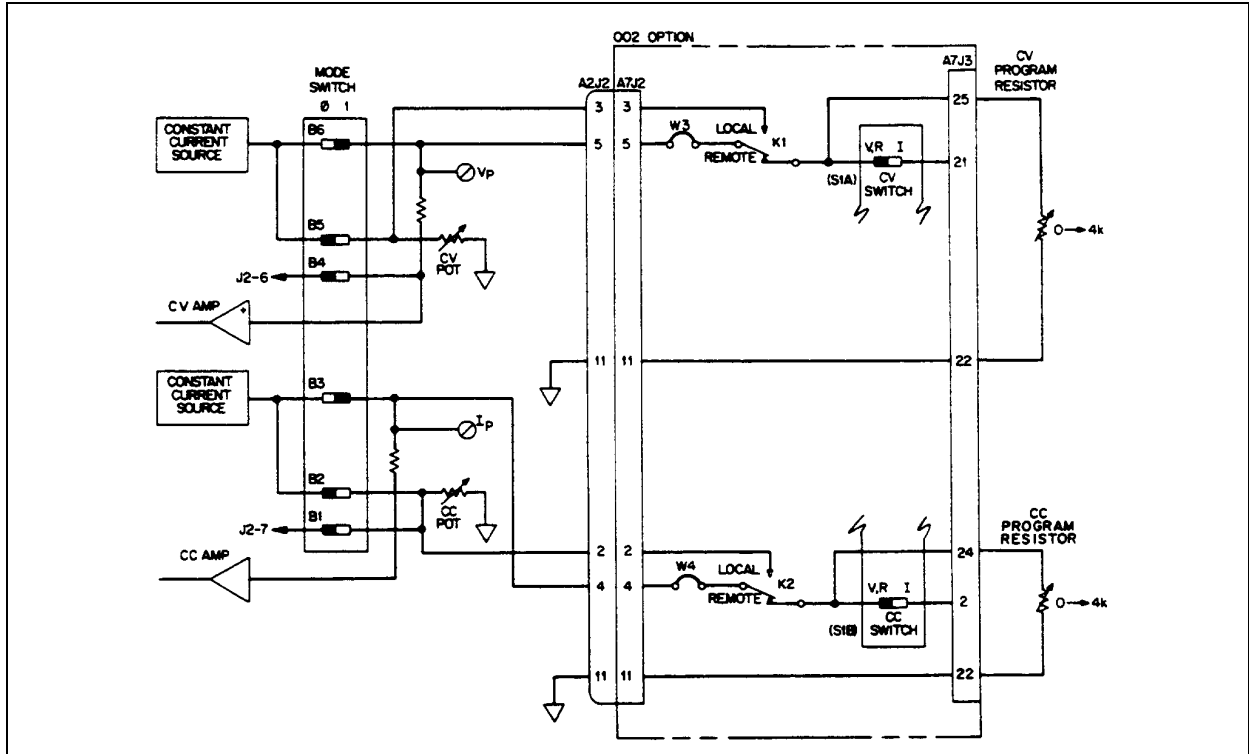 002 OPTION
MODE
SWITCH
Ø 1
A2J2 A7J2
A7J3
CV
PROGRAM
RESISTOR
CONSTANT
CURRENT
SOURCE
B6
3 3
5 5
W3
LOCAL
REMOTE
K1
V,R I
(S1A)
CV
SWITCH
25
21
VP
B5
B4
J2-6
CV
POT
0→4k
CV AMP
+
11 11
22
CONSTANT
CURRENT
SOURCE
B3
IP
B2
B1
J2-7
CC
POT
CC AMP
2 2
4 4
W4
LOCAL
REMOTE
K2
V,R I
(S1B)
CC
SWITCH
24
2
CC
PROGRAM
RESISTOR
0→4k
11 11
22